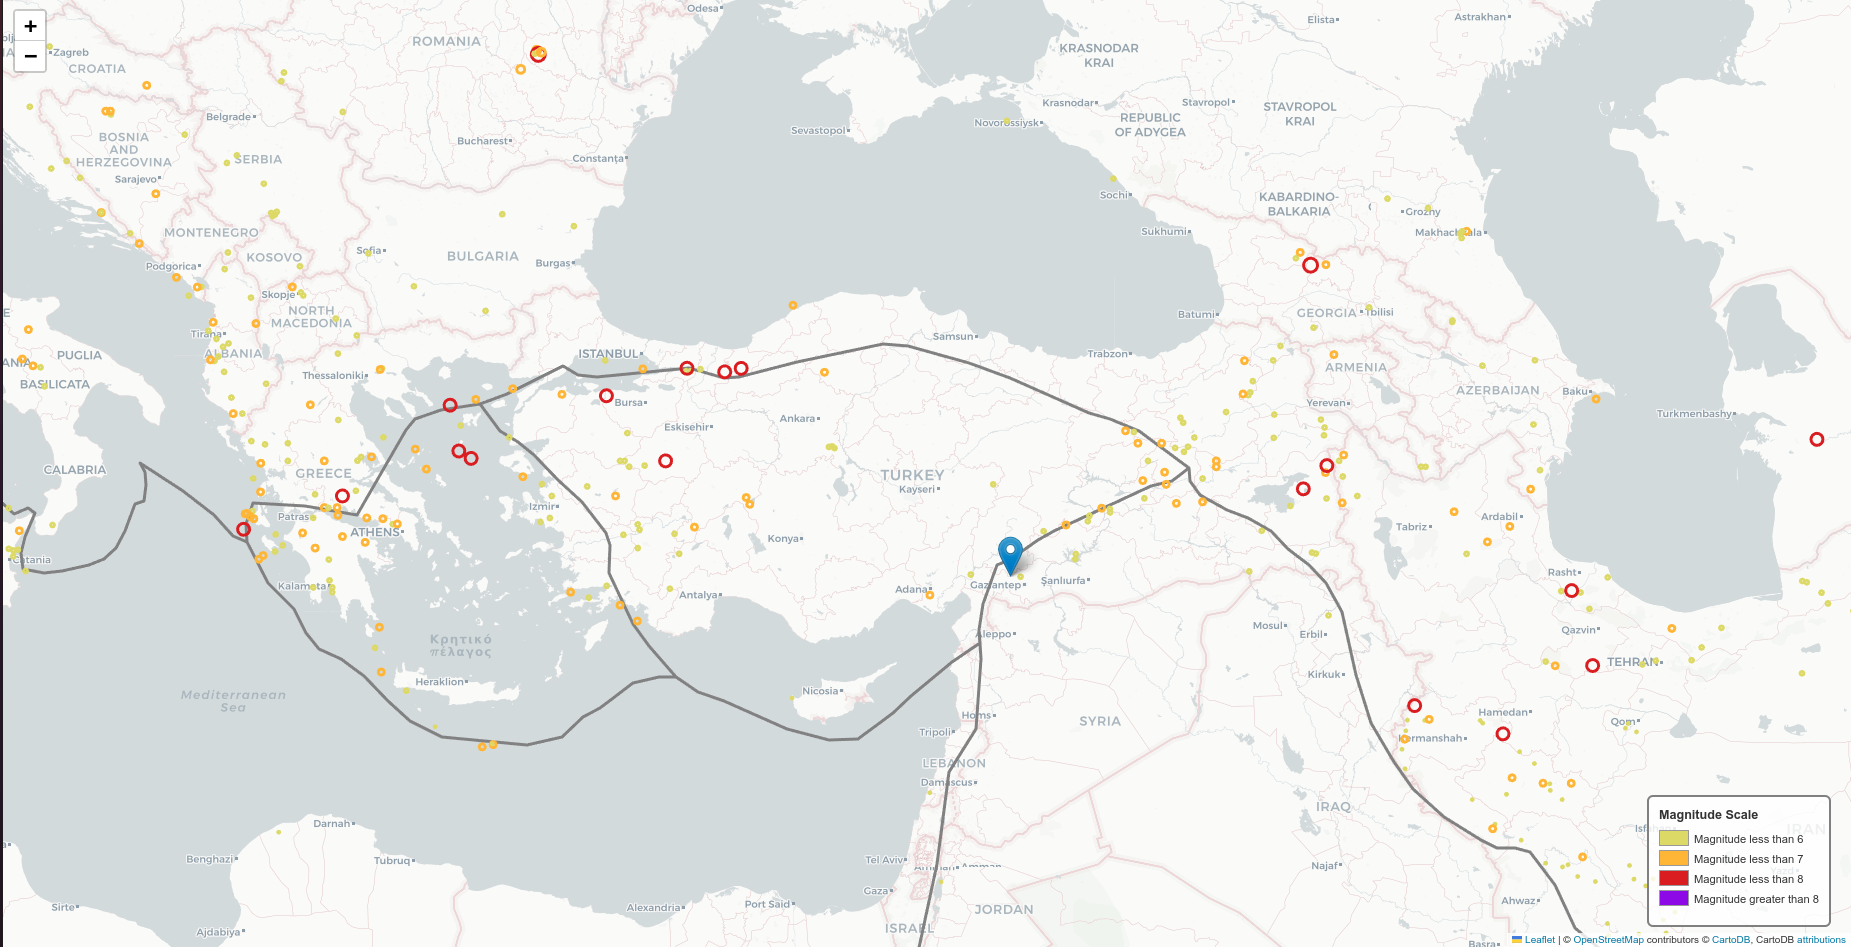 +
−
Odesa
Elista
Astrakhan
Zagreb
ROMANIA
CROATIA
KRASNODAR
KRAI
Krasnodar
Stavropol
STAVROPOL
KRAI
Belgrade
Novorossiysk
REPUBLIC
OF ADYGEA
Sevastopol
BOSNIA
AND
HERZEGOVINA
Bucharest
Constanța
SERBIA
Sarajevo
Sochi
KABARDINO-
BALKARIA
Grozny
MONTENEGRO
Sukhumi
Makhachkala
KOSOVO
Sofia
BULGARIA
Burgas
Podgorica
Skopje
NORTH
MACEDONIA
Batumi
GEORGIA
Tbilisi
Tirana
Samsun
ALBANIA
PUGLIA
ISTANBUL
Trabzon
ARMENIA
Thessaloniki
BASILICATA
AZERBAIJAN
Baku
Bursa
Yerevan
Turkmenbashy
Ankara
Eskisehir
CALABRIA
GREECE
TURKEY
Kayseri
Izmir
Patras
ATHENS
Tabriz
Ardabil
Konya
Catania
Rasht
Gaziantep
Şanlıurfa
Kalamata
Adana
Antalya
Κρητικό
πέλαγος
Aleppo
Mosul
Erbil
Qazvin
TEHRAN
Kirkuk
Heraklion
Nicosia
Mediterranean
Sea
Homs
SYRIA
Hamedan
Qom
Tripoli
Kermanshah
LEBANON
Damascus
IRAQ
Darnah
Benghazi
Tubruq
Tel Aviv
Amman
Najaf
IRAN
Gaza
Sirte
Alexandria
Port Said
JORDAN
Ahwaz
Ajdabiya
ISRAEL
Basra
Magnitude Scale
Magnitude less than 6
Magnitude less than 7
Magnitude less than 8
Magnitude greater than 8
Leaflet | © OpenStreetMap contributors © CartoDB, CartoDB attributions